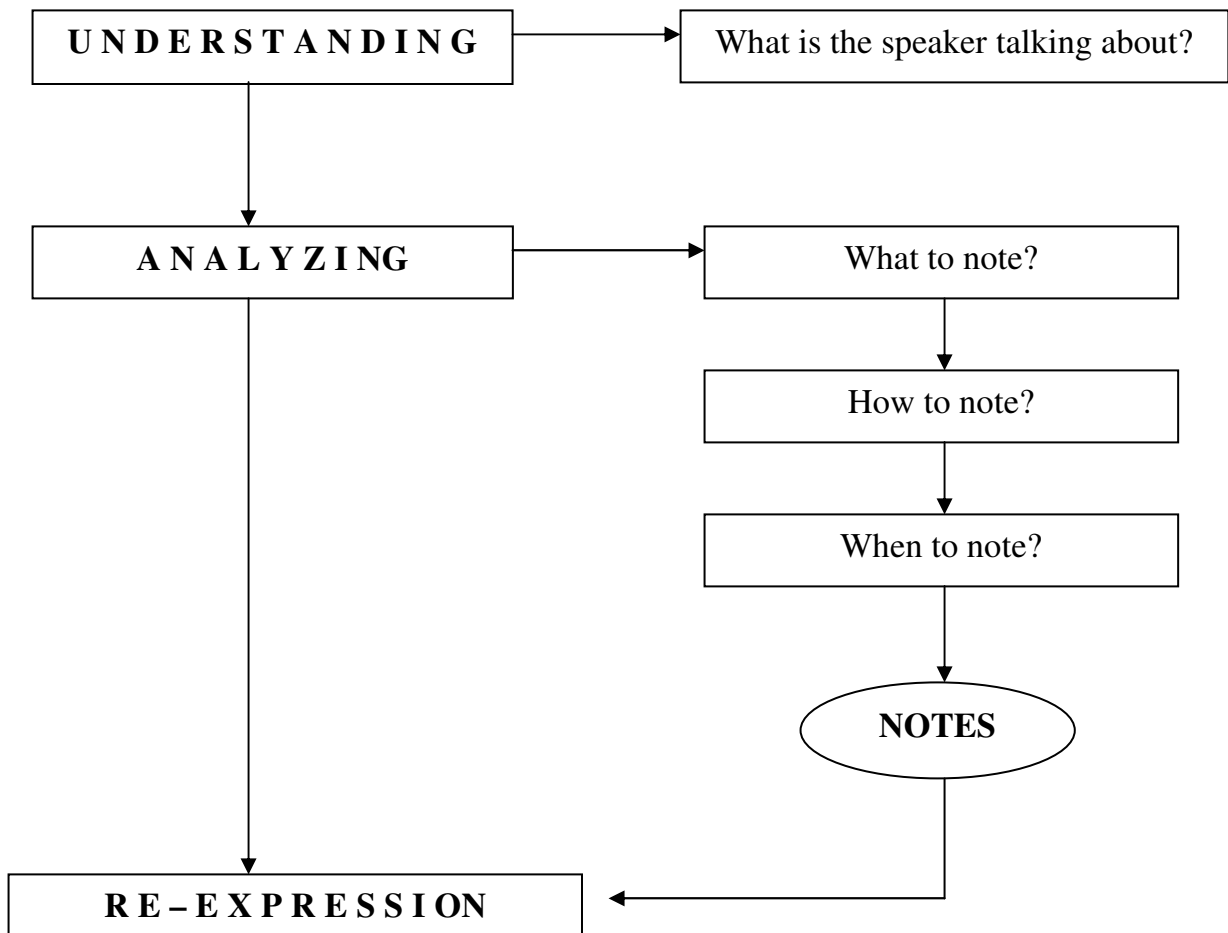 U N D E R S T A N D I N G
What is the speaker talking about?
A N A L Y Z I NG
What to note?
How to note?
When to note?
NOTES
R E – E X P R E S S I ON